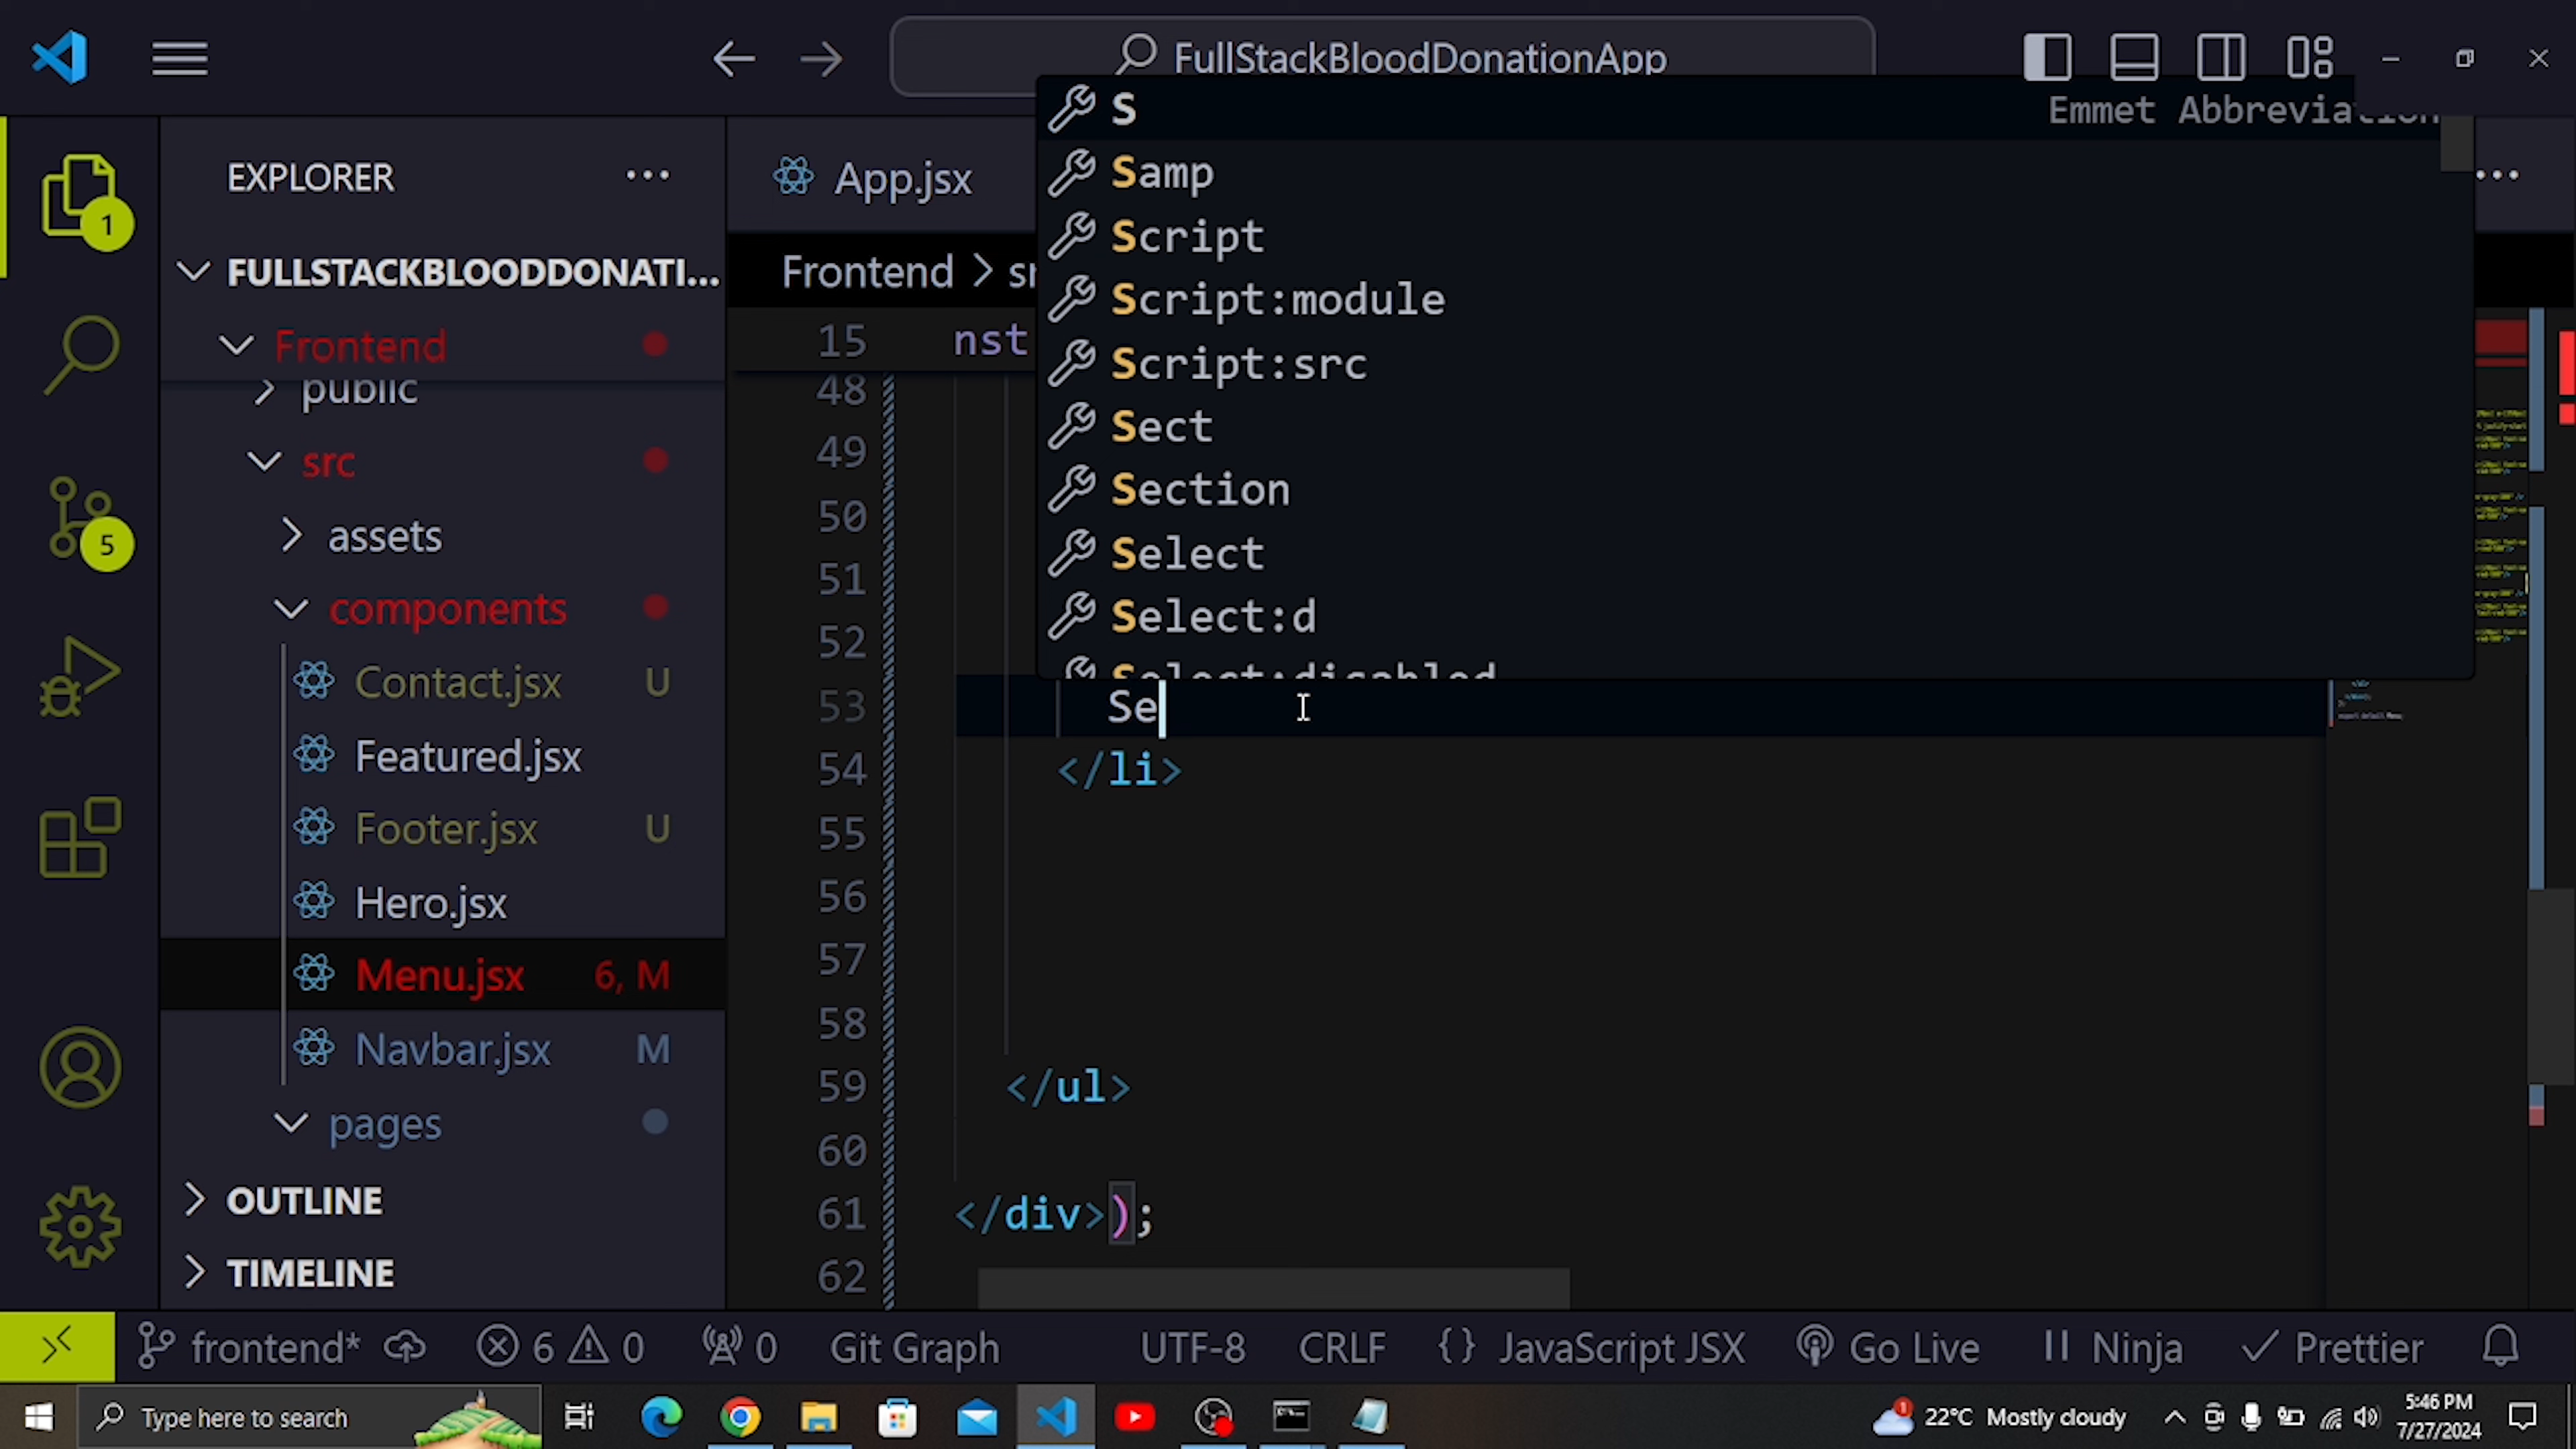 FullStackBloodDonationApp
S
Emmet Abbreviation
Samp
Script
Script:module
Script:src
Sect
Section
Select
Select:d
Select:disabled
1
5
EXPLORER
FULLSTACKBLOODDONATI...
Frontend
public
src
assets
components
Contact.jsx U
Featured.jsx
Footer.jsx U
Hero.jsx
Menu.jsx 6, M
Navbar.jsx M
pages
OUTLINE
TIMELINE
App.jsx
Frontend > sr
15 nst
48
49
50
51
52
53 Se
54 </li>
55
56
57
58
59 </ul>
60
61 </div>);
62
frontend* 6 0 0 Git Graph UTF-8 CRLF {} JavaScript JSX Go Live Ninja Prettier
Type here to search
1
22°C Mostly cloudy
5:46 PM
7/27/2024